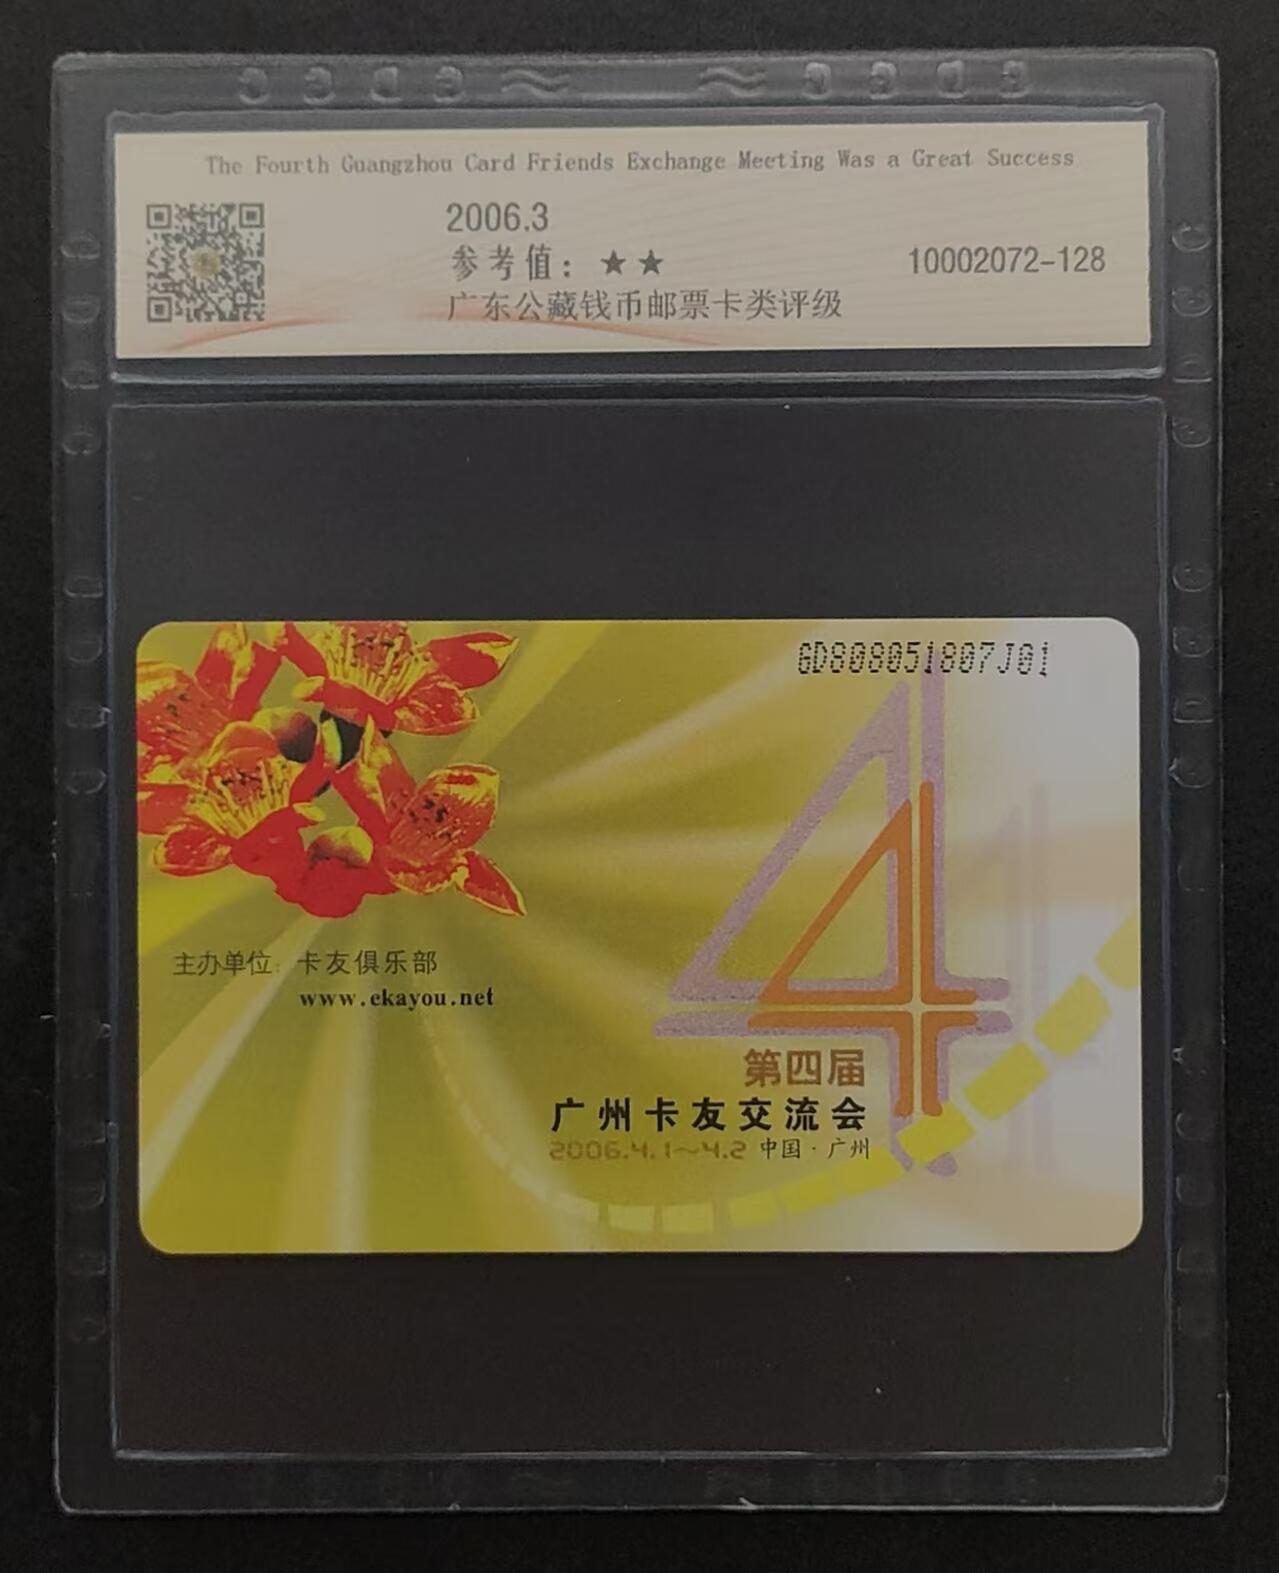 The Fourth Guangzhou Card Friends Exchange Meeting Was a Great Success
2006.3
参考值：★★
10002072-128
广东公藏钱币邮票卡类评级
GD808051807J01
4
主办单位：卡友俱乐部
www.ekayou.net
第四届
广州卡友交流会
2006.4.1～4.2 中国·广州